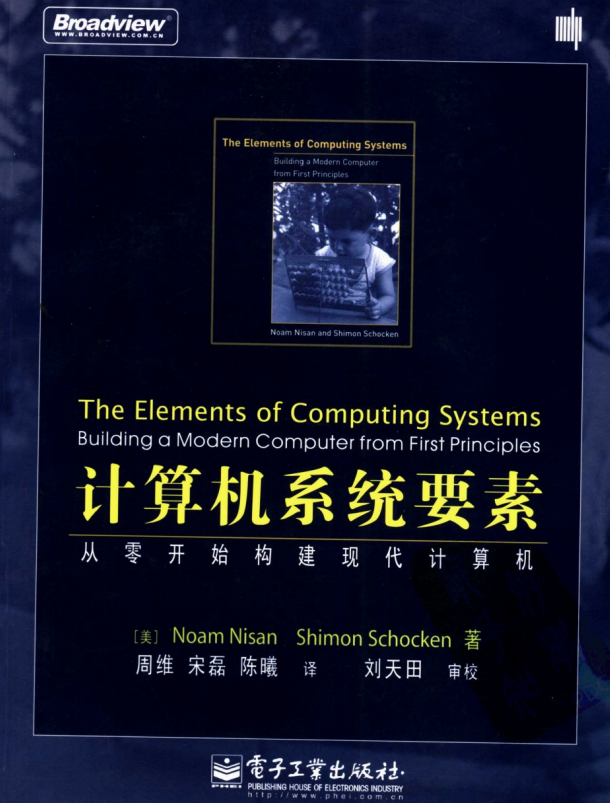 Broadview®
WWW.BROADVIEW.COM.CN
The Elements of Computing Systems
Building a Modern Computer
from First Principles
Noam Nisan and Shimon Schocken
The Elements of Computing Systems
Building a Modern Computer from First Principles
计算机系统要素
从零开始构建现代计算机
[美] Noam Nisan Shimon Schocken 著
周维 宋磊 陈曦 译 刘天田 审校
電子工業出版社·
PHEI PUBLISHING HOUSE OF ELECTRONICS INDUSTRY
http://www.phei.com.cn